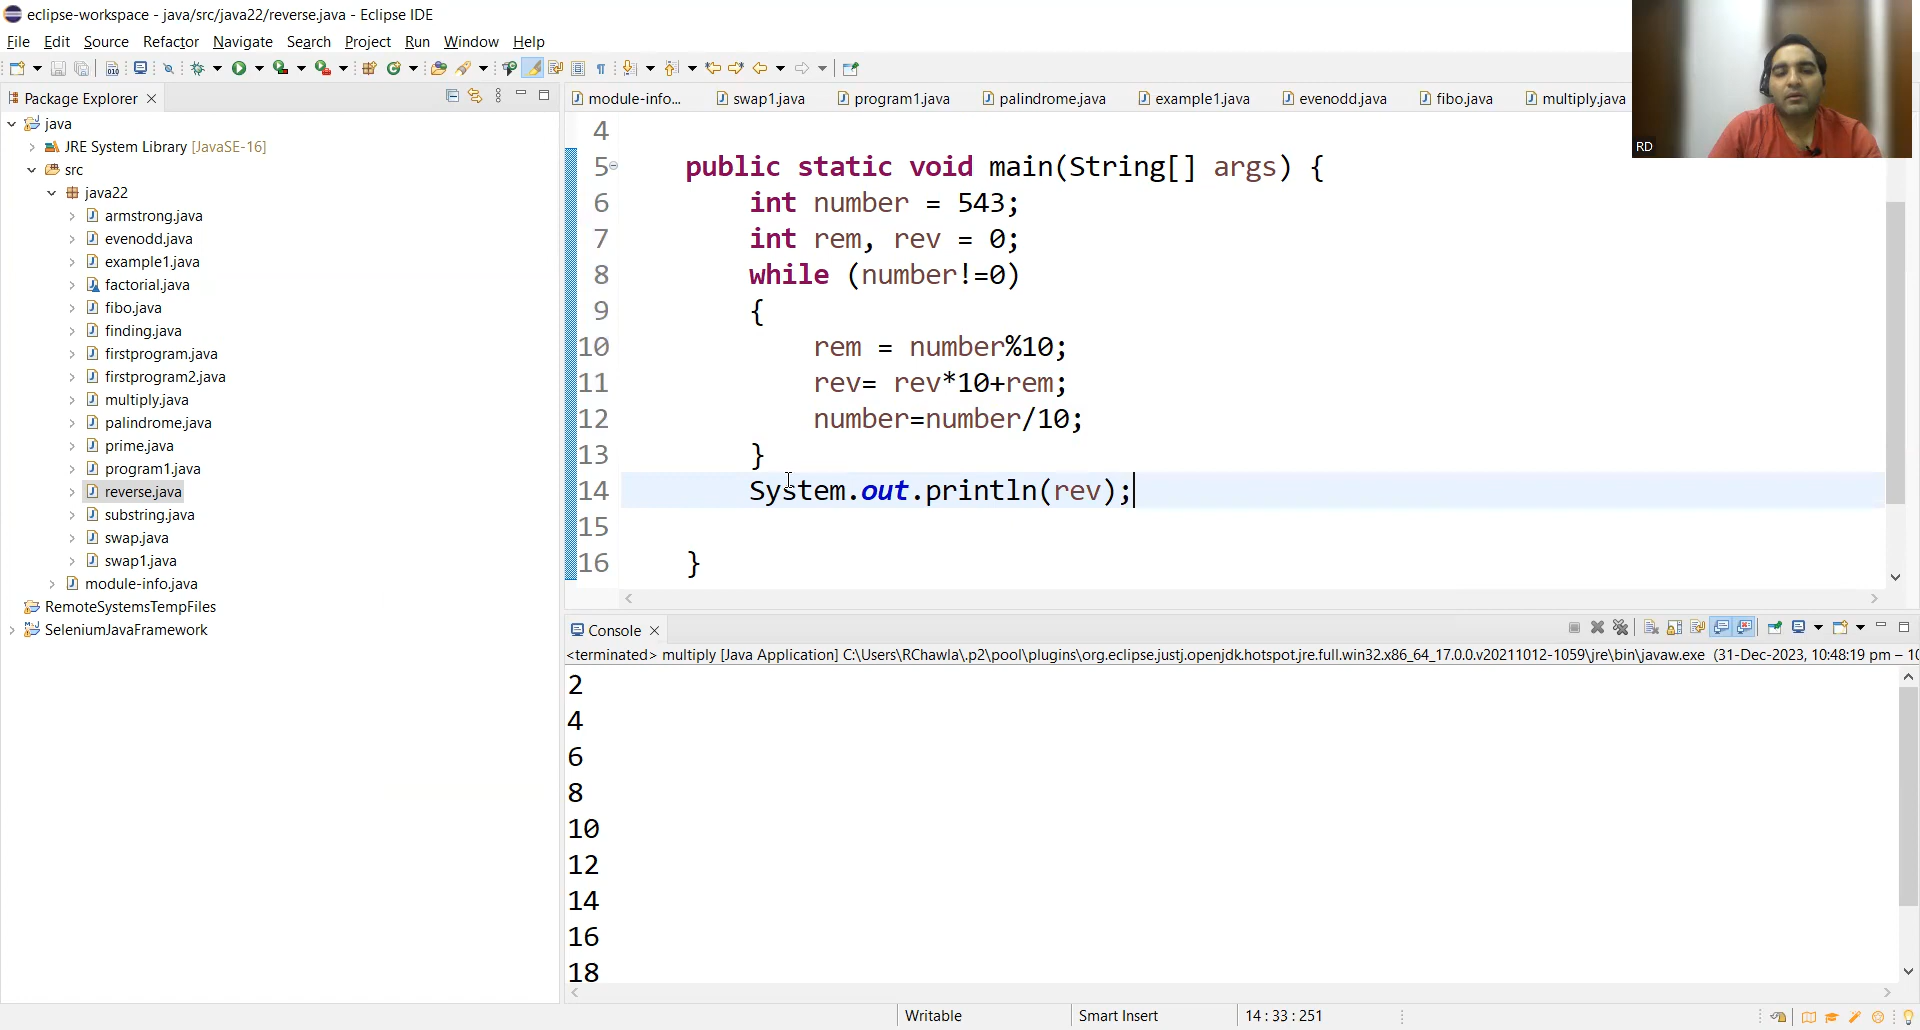 eclipse-workspace - java/src/java22/reverse.java - Eclipse IDE
File Edit Source Refactor Navigate Search Project Run Window Help
Package Explorer
java
JRE System Library [JavaSE-16]
src
java22
armstrong.java
evenodd.java
example1.java
factorial.java
fibo.java
finding.java
firstprogram.java
firstprogram2.java
multiply.java
palindrome.java
prime.java
program1.java
reverse.java
substring.java
swap.java
swap1.java
module-info.java
RemoteSystemsTempFiles
SeleniumJavaFramework
module-info... swap1.java program1.java palindrome.java example1.java evenodd.java fibo.java multiply.java
RD
4
5 public static void main(String[] args) {
6 int number = 543;
7 int rem, rev = 0;
8 while (number!=0)
9 {
10 rem = number%10;
11 rev= rev*10+rem;
12 number=number/10;
13 }
14 System.out.println(rev);
15
16 }
Console
<terminated> multiply [Java Application] C:\Users\RChawla\.p2\pool\plugins\org.eclipse.justj.openjdk.hotspot.jre.full.win32.x86_64_17.0.0.v20211012-1059\jre\bin\javaw.exe (31-Dec-2023, 10:48:19 pm – 10
2
4
6
8
10
12
14
16
18
Writable Smart Insert 14 : 33 : 251